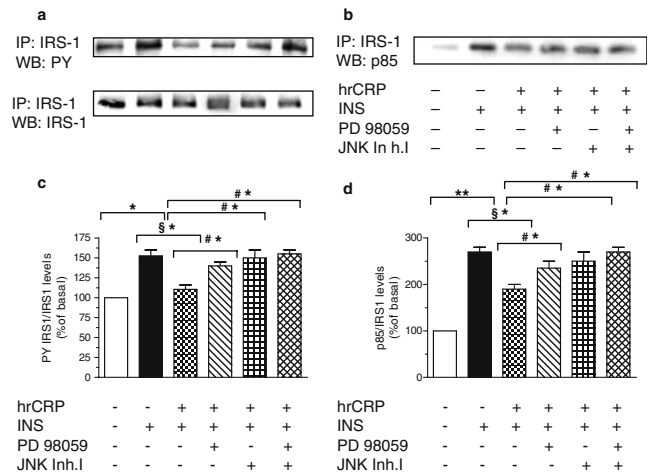 a
IP: IRS-1
WB: PY
IP: IRS-1
WB: IRS-1
b
IP: IRS-1
WB: p85
hrCRP – – + + + +
INS – + + + + +
PD 98059 – – – + – +
JNK In h.I – – – – + +
c
# *
* # *
§ *
# *
PY IRS1/IRS1 levels
(%of basal)
175
150
125
100
75
50
25
0
hrCRP - - + + + +
INS - + + + + +
PD 98059 - - - + - +
JNK Inh.I - - - - + +
d
# *
** # *
§ *
# *
p85/IRS1 levels
(%of basal)
300
200
100
0
hrCRP - - + + + +
INS - + + + + +
PD 98059 - - - + - +
JNK Inh.I - - - - + +